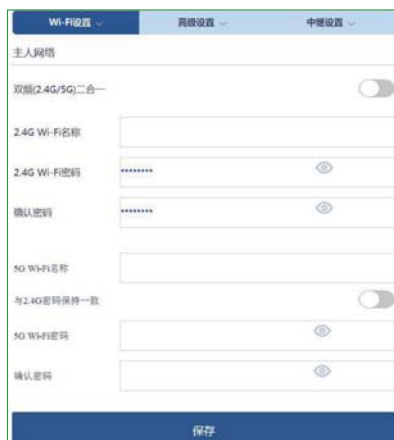 Wi-Fi设置 高级设置 中继设置
主人网络
双频(2.4G/5G)二合一
2.4G Wi-Fi名称
2.4G Wi-Fi密码 ••••••••
确认密码 ••••••••
5G Wi-Fi名称
与2.4G密码保持一致
5G Wi-Fi密码
确认密码
保存